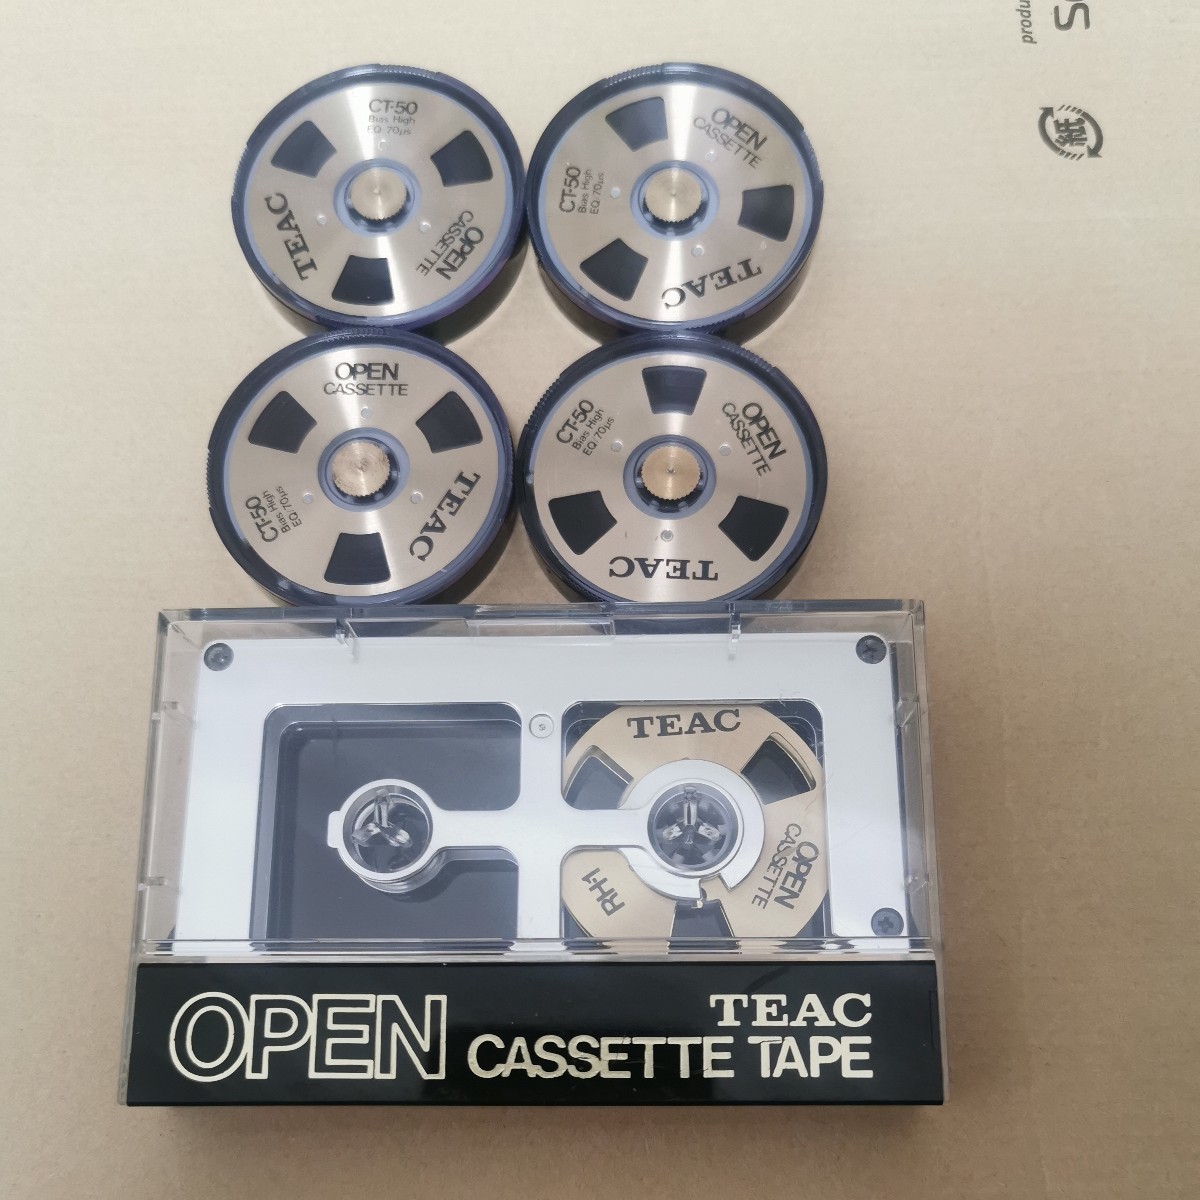 produ
紙
CT-50
Bias High
EQ: 70μs
OPEN
CASSETTE
TEAC
OPEN
CASSETTE
CT-50
Bias High
EQ: 70μs
TEAC
OPEN
CASSETTE
CT-50
Bias High
EQ: 70μs
TEAC
CT-50
Bias High
EQ: 70μs
OPEN
CASSETTE
TEAC
TEAC
OPEN
CASSETTE
RH-1
OPEN
TEAC
CASSETTE TAPE